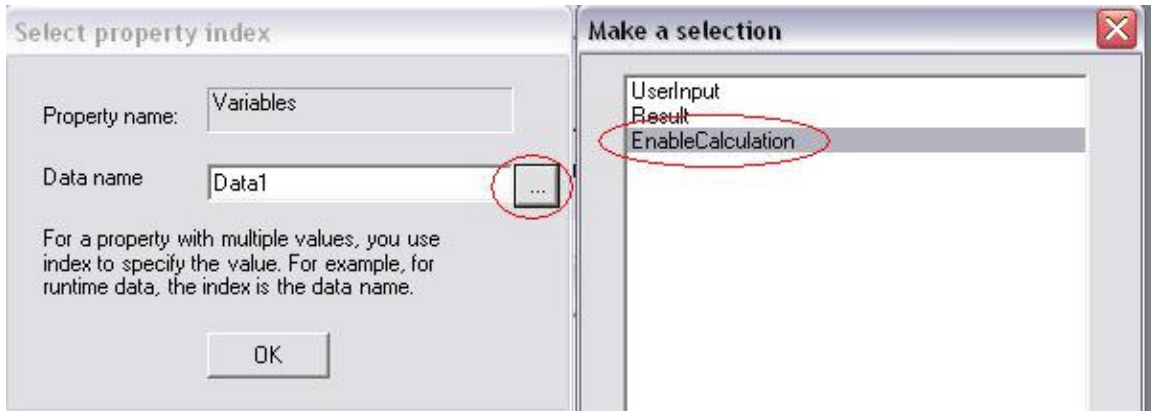 Select property index
Property name:
Variables
Data name
Data1
...
For a property with multiple values, you use
index to specify the value. For example, for
runtime data, the index is the data name.
OK
Make a selection
UserInput
Result
EnableCalculation